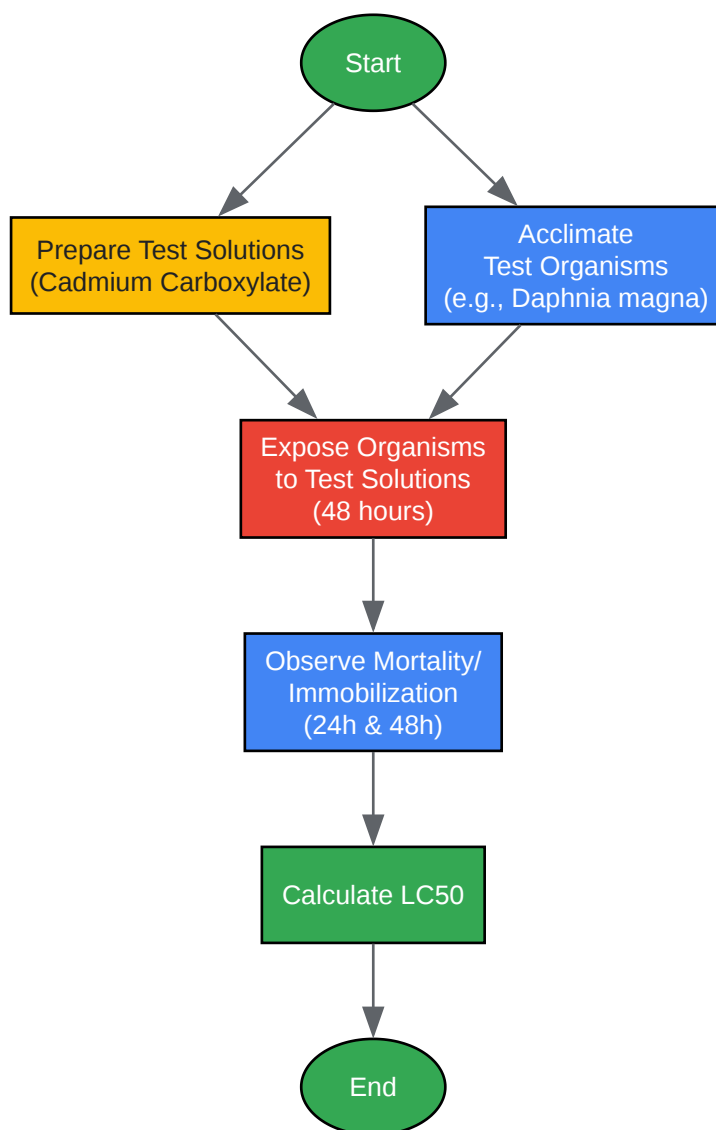 Start
Prepare Test Solutions
(Cadmium Carboxylate)
Acclimate
Test Organisms
(e.g., Daphnia magna)
Expose Organisms
to Test Solutions
(48 hours)
Observe Mortality/
Immobilization
(24h & 48h)
Calculate LC50
End